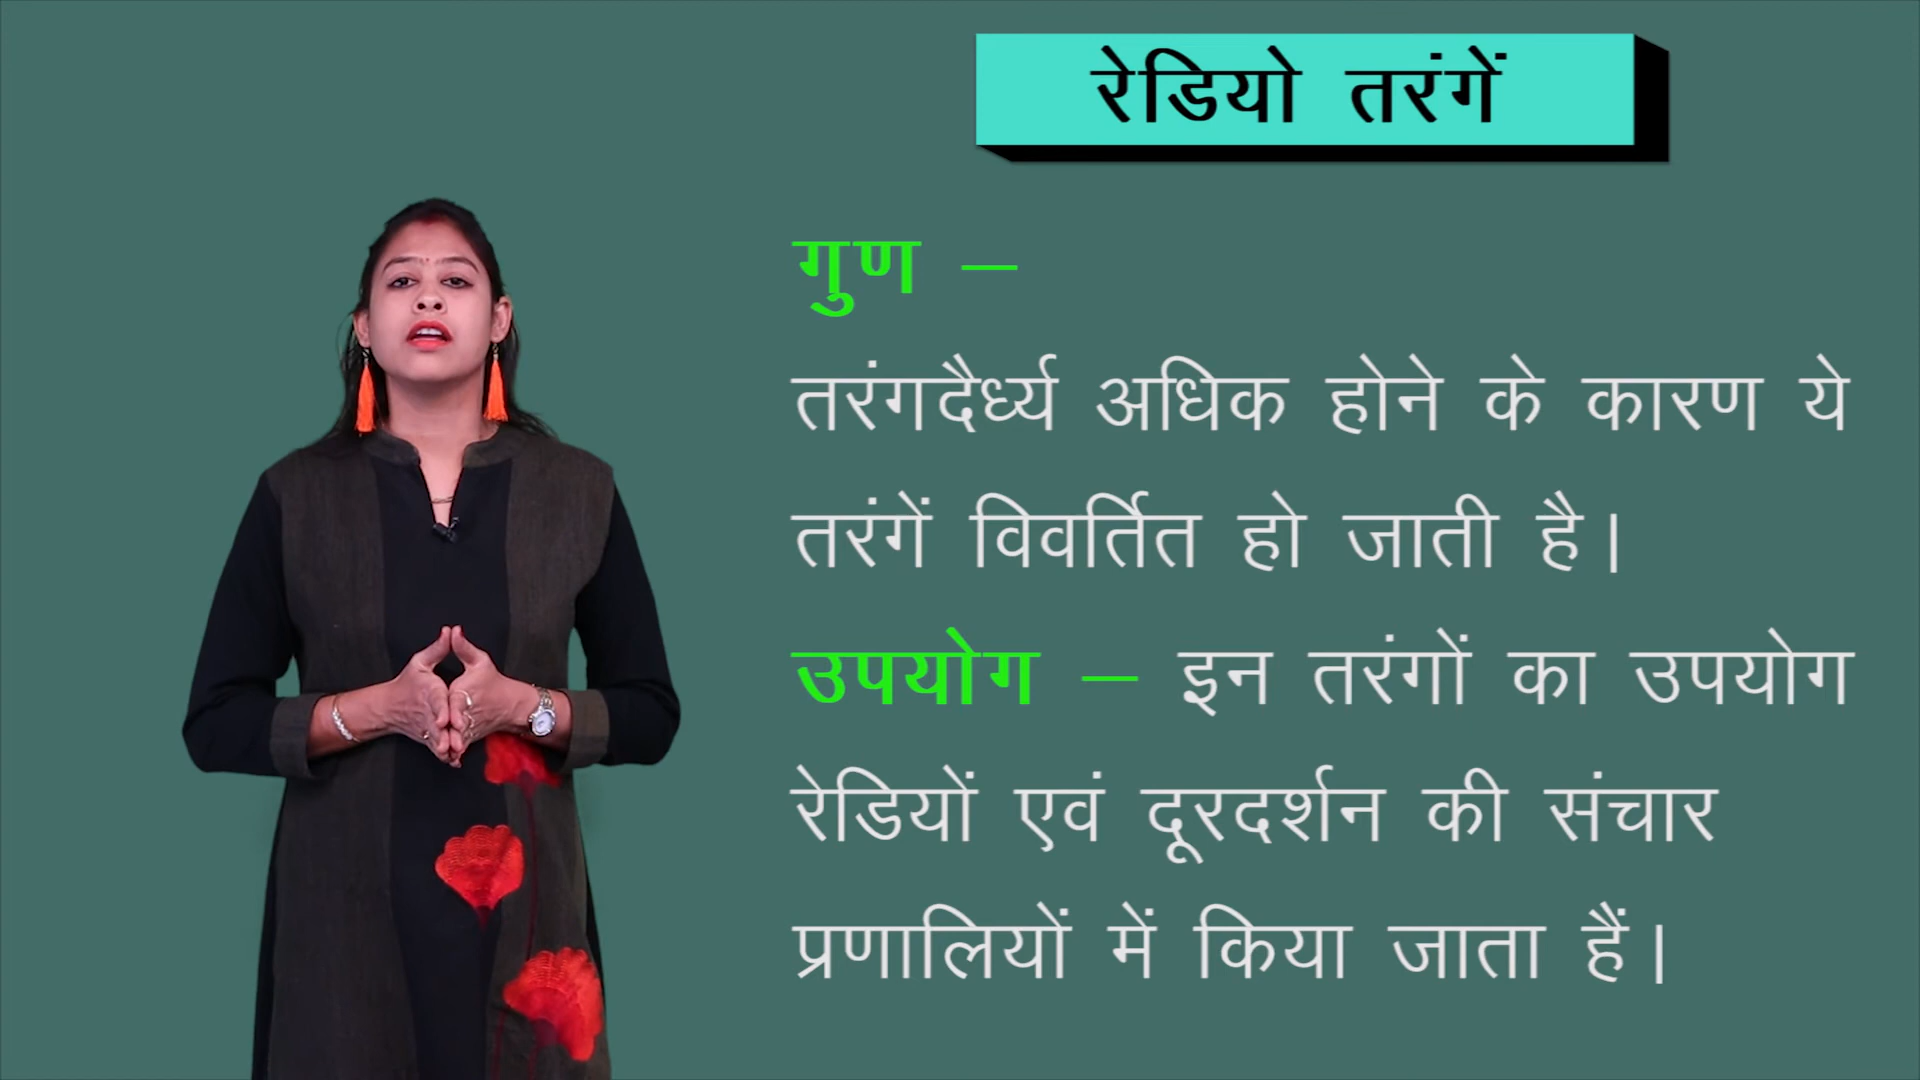 रेडियो तरंगें
गुण –
तरंगदैर्ध्य अधिक होने के कारण ये
तरंगें विवर्तित हो जाती है।
उपयोग – इन तरंगों का उपयोग
रेडियों एवं दूरदर्शन की संचार
प्रणालियों में किया जाता हैं।